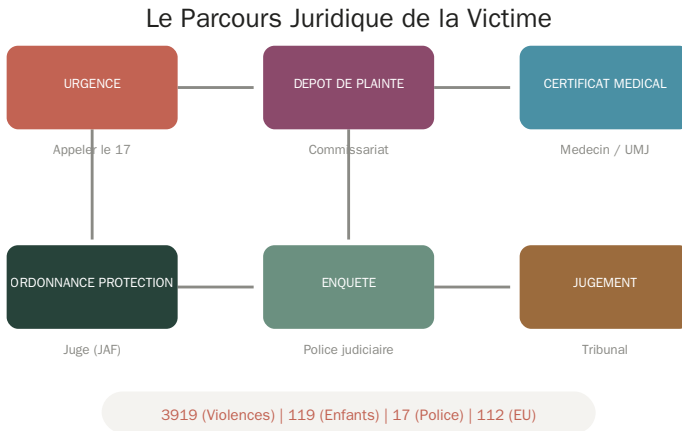 Le Parcours Juridique de la Victime
URGENCE
DEPOT DE PLAINTE
CERTIFICAT MEDICAL
Appeler le 17
Commissariat
Medecin / UMJ
ORDONNANCE PROTECTION
ENQUETE
JUGEMENT
Juge (JAF)
Police judiciaire
Tribunal
3919 (Violences) | 119 (Enfants) | 17 (Police) | 112 (EU)